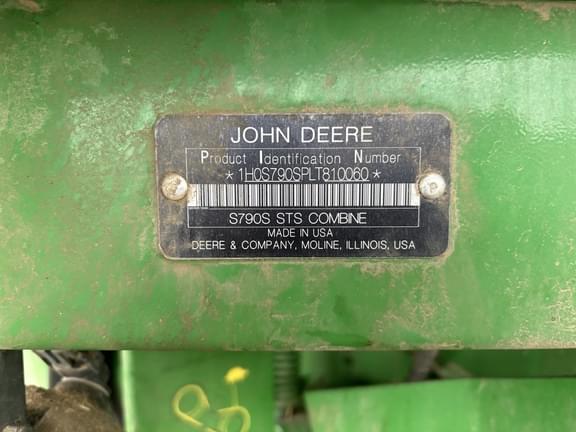 JOHN DEERE
Product Identification Number
*1H0S790SPLT810060*
S790S STS COMBINE
MADE IN USA
DEERE & COMPANY, MOLINE, ILLINOIS, USA